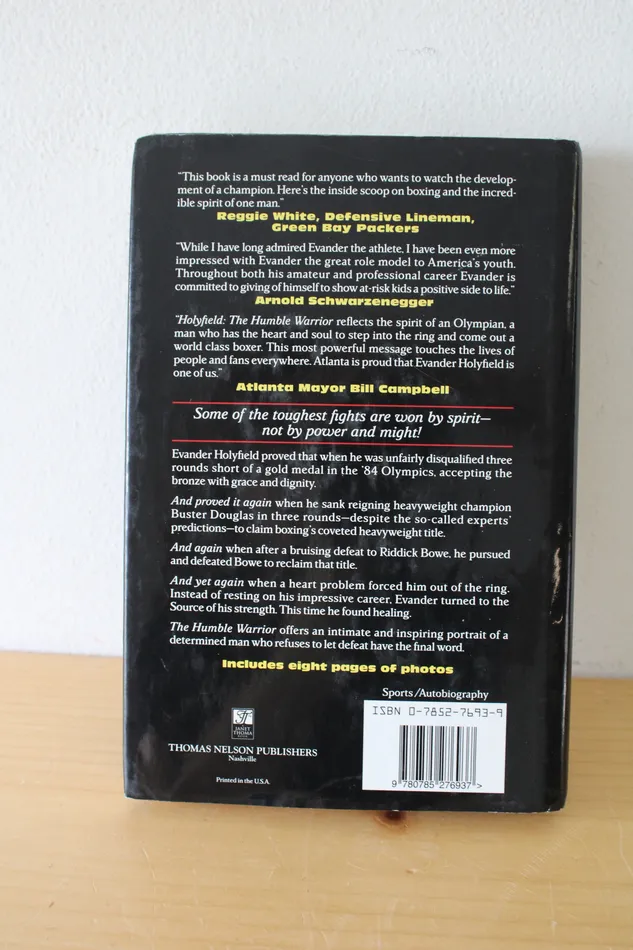 "This book is a must read for anyone who wants to watch the develop-
ment of a champion. Here's the inside scoop on boxing and the incred-
ible spirit of one man."
Reggie White, Defensive Lineman,
Green Bay Packers
"While I have long admired Evander the athlete, I have been even more
impressed with Evander the great role model to America's youth.
Throughout both his amateur and professional career Evander is
committed to giving of himself to show at-risk kids a positive side to life."
Arnold Schwarzenegger
"Holyfield: The Humble Warrior reflects the spirit of an Olympian, a
man who has the heart and soul to step into the ring and come out a
world class boxer. This most powerful message touches the lives of
people and fans everywhere. Atlanta is proud that Evander Holyfield is
one of us."
Atlanta Mayor Bill Campbell
Some of the toughest fights are won by spirit—
not by power and might!
Evander Holyfield proved that when he was unfairly disqualified three
rounds short of a gold medal in the '84 Olympics, accepting the
bronze with grace and dignity.
And proved it again when he sank reigning heavyweight champion
Buster Douglas in three rounds—despite the so-called experts'
predictions—to claim boxing's coveted heavyweight title.
And again when after a bruising defeat to Riddick Bowe, he pursued
and defeated Bowe to reclaim that title.
And yet again when a heart problem forced him out of the ring.
Instead of resting on his impressive career, Evander turned to the
Source of his strength. This time he found healing.
The Humble Warrior offers an intimate and inspiring portrait of a
determined man who refuses to let defeat have the final word.
Includes eight pages of photos
Sports/Autobiography
ISBN 0-7852-7693-9
9 780785 276937 >
JANET
THOMA
THOMAS NELSON PUBLISHERS
Nashville
Printed in the U.S.A.